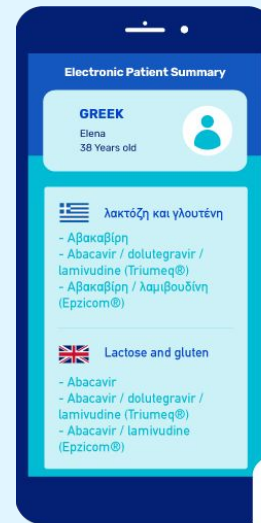 Electronic Patient Summary
GREEK
Elena
38 Years old
λακτόζη και γλουτένη
- Αβακαβίρη
- Abacavir / dolutegravir /
lamivudine (Triumeq®)
- Αβακαβίρη / λαμιβουδίνη
(Epzicom®)
Lactose and gluten
- Abacavir
- Abacavir / dolutegravir /
lamivudine (Triumeq®)
- Abacavir / lamivudine
(Epzicom®)